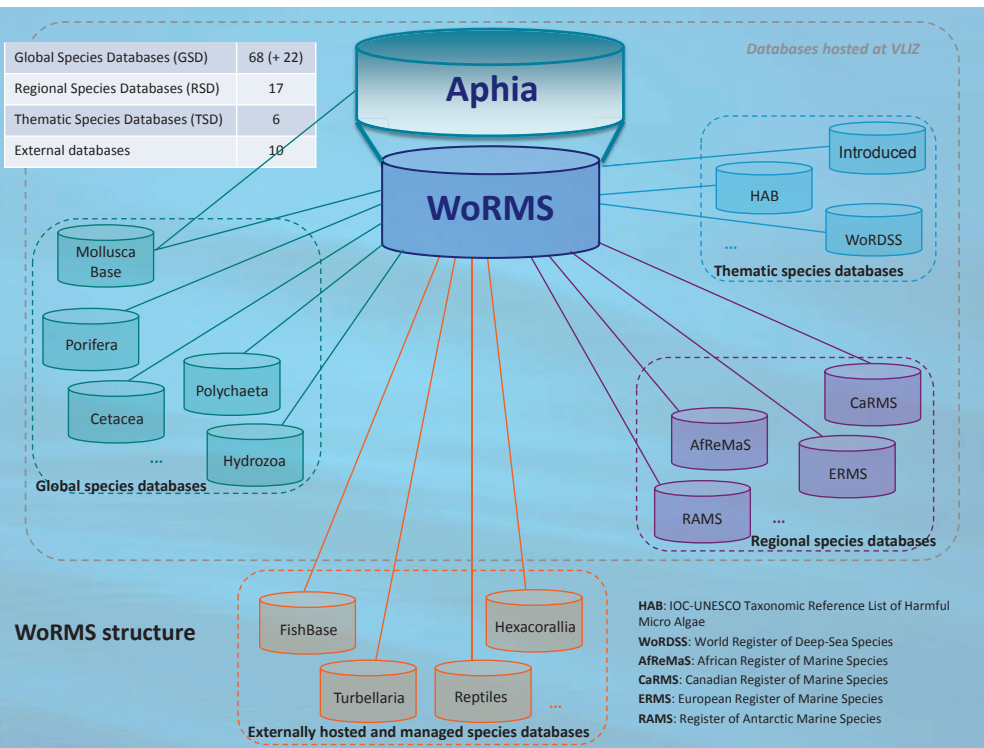 Global Species Databases (GSD) 68 (+ 22)
Regional Species Databases (RSD) 17
Thematic Species Databases (TSD) 6
External databases 10
Databases hosted at VLIZ
Aphia
WoRMS
Introduced
HAB
WoRDSS
...
Thematic species databases
Mollusca
Base
Porifera
Polychaeta
Cetacea
...
Hydrozoa
Global species databases
CaRMS
AfReMaS
ERMS
RAMS
...
Regional species databases
WoRMS structure
FishBase
Hexacorallia
Turbellaria
Reptiles
...
Externally hosted and managed species databases
HAB: IOC-UNESCO Taxonomic Reference List of Harmful
Micro Algae
WoRDSS: World Register of Deep-Sea Species
AfReMaS: African Register of Marine Species
CaRMS: Canadian Register of Marine Species
ERMS: European Register of Marine Species
RAMS: Register of Antarctic Marine Species